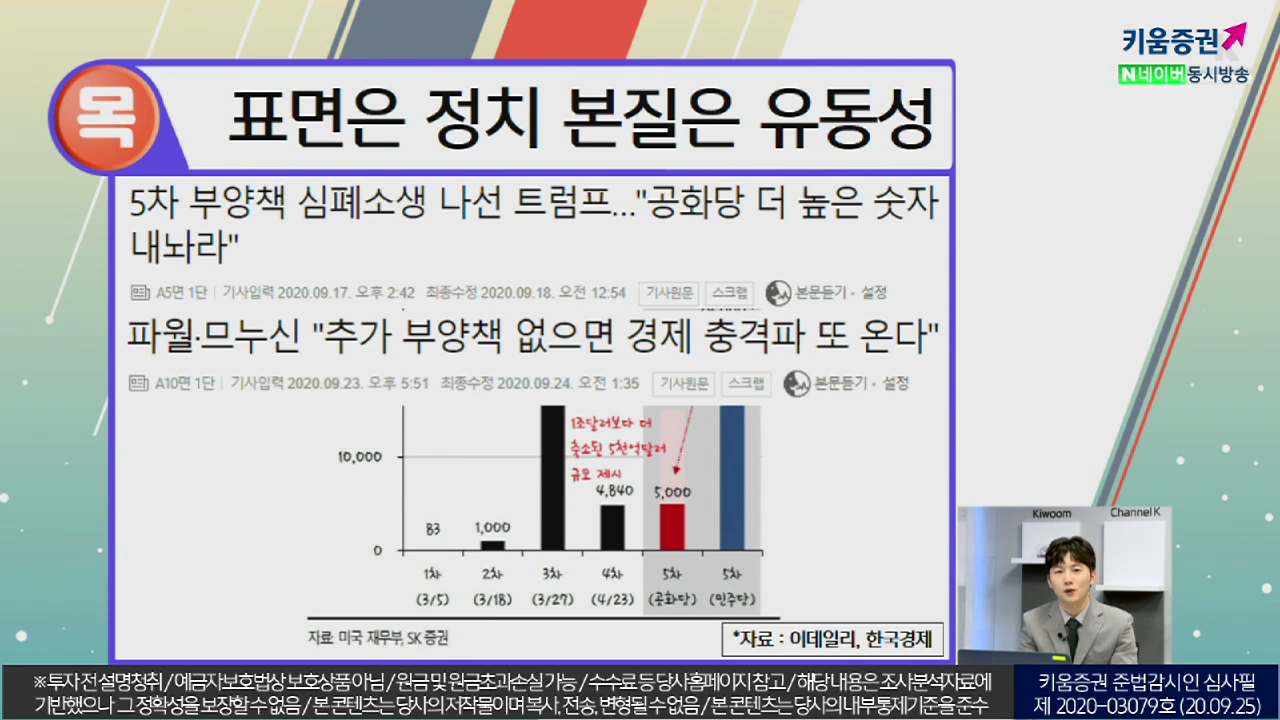 키움증권
N네이버 동시방송
목
표면은 정치 본질은 유동성
5차 부양책 심폐소생 나선 트럼프..."공화당 더 높은 숫자
내놔라"
A5면 1단 기사입력 2020.09.17. 오후 2:42 최종수정 2020.09.18. 오전 12:54 기사원문 스크랩 본문듣기 · 설정
파월·므누신 "추가 부양책 없으면 경제 충격파 또 온다"
A10면 1단 기사입력 2020.09.23. 오후 5:51 최종수정 2020.09.24. 오전 1:35 기사원문 스크랩 본문듣기 · 설정
1조달러보다 더
축소된 5천억달러
규모 제시
10,000
4,840
5,000
83
1,000
0
1차 2차 3차 4차 5차 5차
(3/5) (3/18) (3/27) (4/23) (공화당) (민주당)
자료: 미국 재무부, SK 증권
*자료 : 이데일리, 한국경제
Kiwoom Channel K
※ 투자 전 설명청취 / 예금자보호법상 보호상품 아님 / 원금 및 원금초과손실 가능 / 수수료 등 당사 홈페이지 참고 / 해당 내용은 조사분석자료에
기반했으나 그 정확성을 보장할 수 없음 / 본 콘텐츠는 당사의 저작물이며 복사, 전송, 변형될 수 없음 / 본 콘텐츠는 당사의 내부통제기준을 준수
키움증권 준법감시인 심사필
제 2020-03079호 (20.09.25)